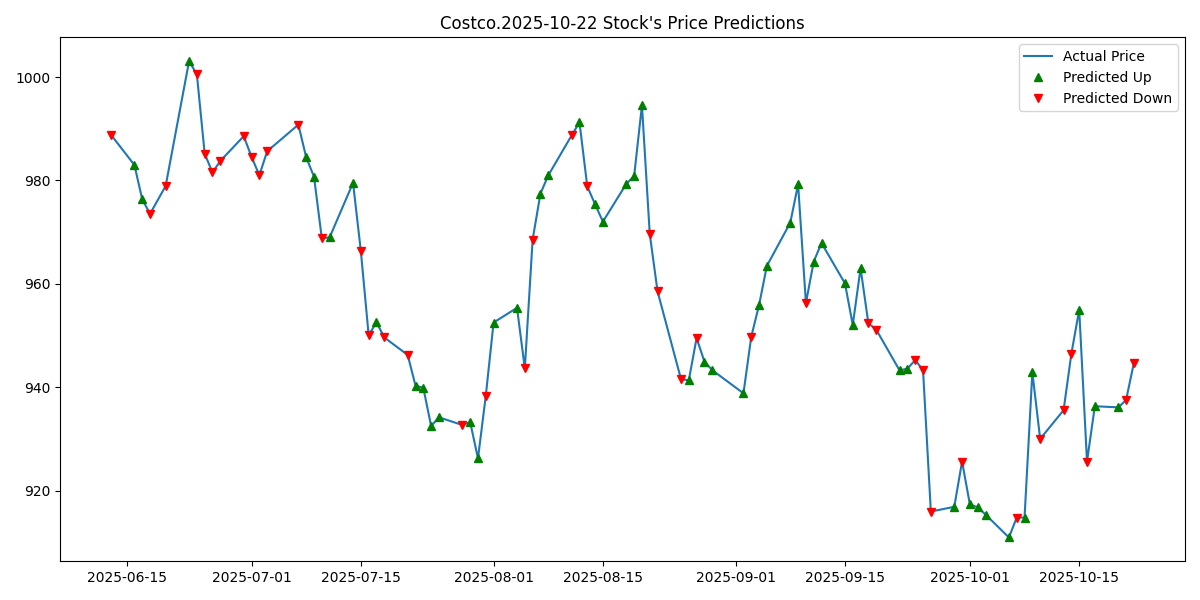 Costco.2025-10-22 Stock's Price Predictions
Actual Price
Predicted Up
Predicted Down
1000
980
960
940
920
2025-06-15 2025-07-01 2025-07-15 2025-08-01 2025-08-15 2025-09-01 2025-09-15 2025-10-01 2025-10-15